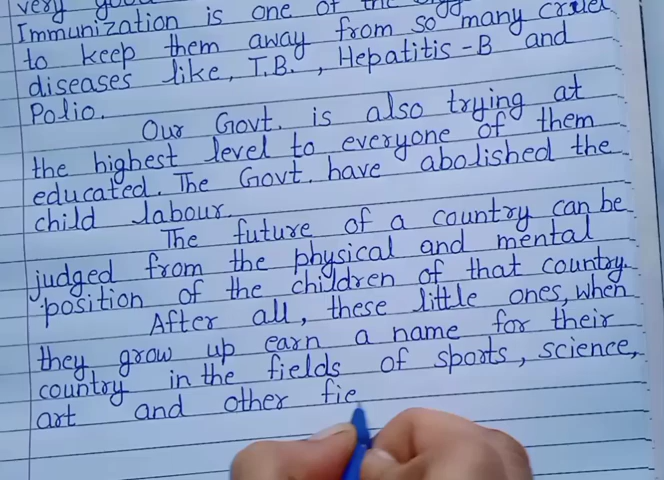 very
Immunization is one of the
to keep them away from so many cruel
diseases like, T.B., Hepatitis - B and
Polio.
Our Govt. is also trying at
the highest level to everyone of them
educated. The Govt. have abolished the
child labour.
The future of a country can be
judged from the physical and mental
position of the children of that country.
After all, these little ones, when
they grow up earn a name for their
country in the fields of sports, science,
art and other fie